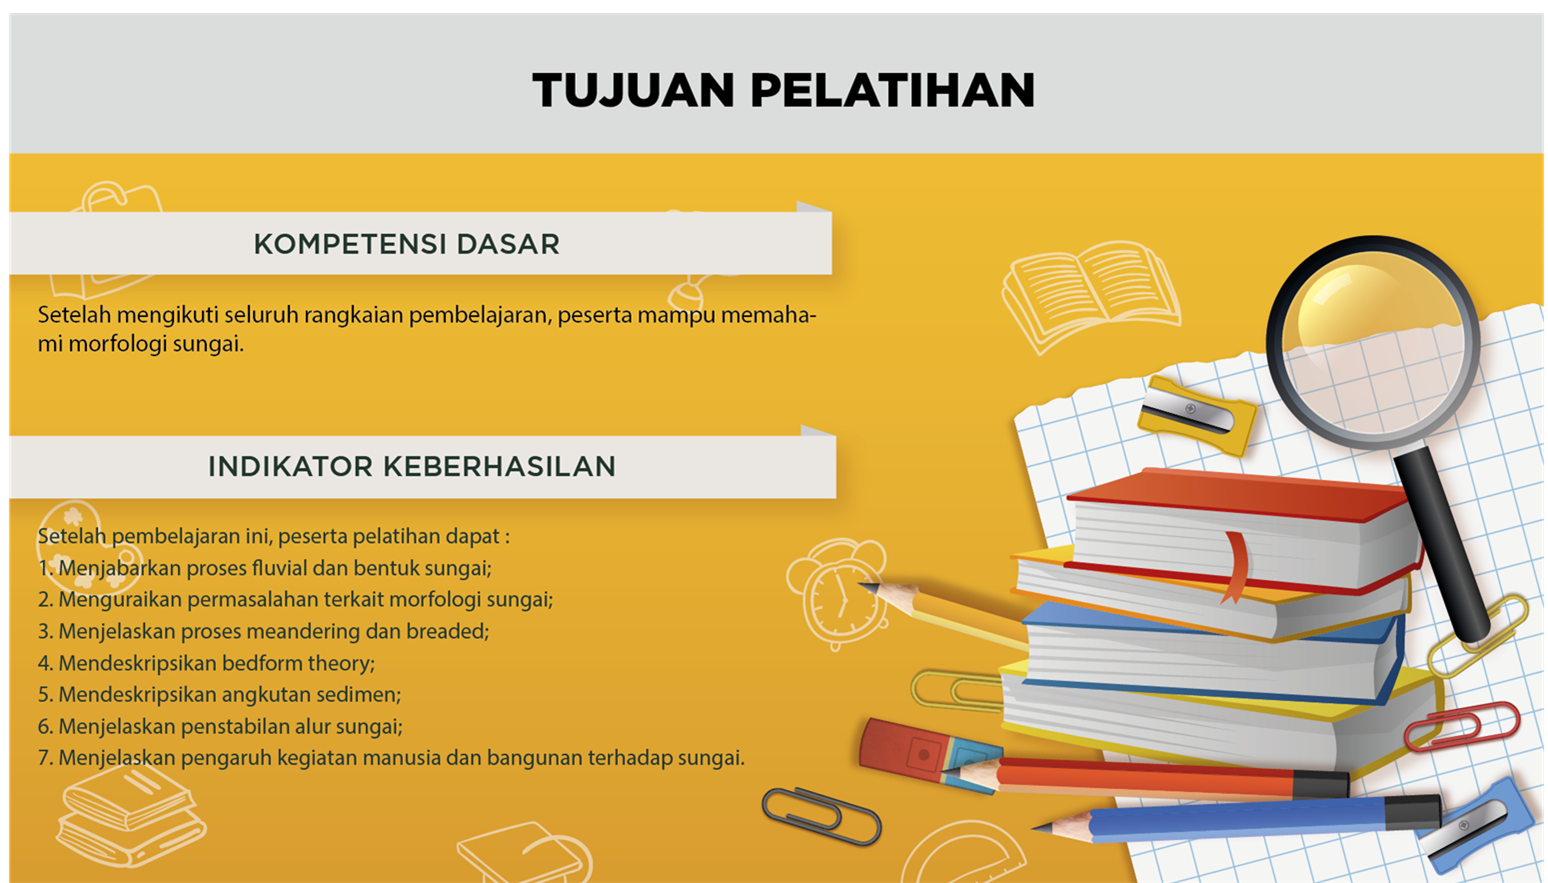 TUJUAN PELATIHAN
KOMPETENSI DASAR
Setelah mengikuti seluruh rangkaian pembelajaran, peserta mampu memaha-
mi morfologi sungai.
INDIKATOR KEBERHASILAN
Setelah pembelajaran ini, peserta pelatihan dapat :
1. Menjabarkan proses fluvial dan bentuk sungai;
2. Menguraikan permasalahan terkait morfologi sungai;
3. Menjelaskan proses meandering dan breaded;
4. Mendeskripsikan bedform theory;
5. Mendeskripsikan angkutan sedimen;
6. Menjelaskan penstabilan alur sungai;
7. Menjelaskan pengaruh kegiatan manusia dan bangunan terhadap sungai.